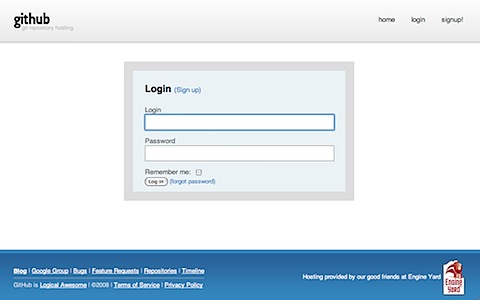 github
git repository hosting
home login signup!
Login (Sign up)
Login
Password
Remember me:
Log in (forgot password)
Blog | Google Group | Bugs | Feature Requests | Repositories | Timeline
GitHub is Logical Awesome | ©2008 | Terms of Service | Privacy Policy
Hosting provided by our good friends at Engine Yard
Engine
Yard